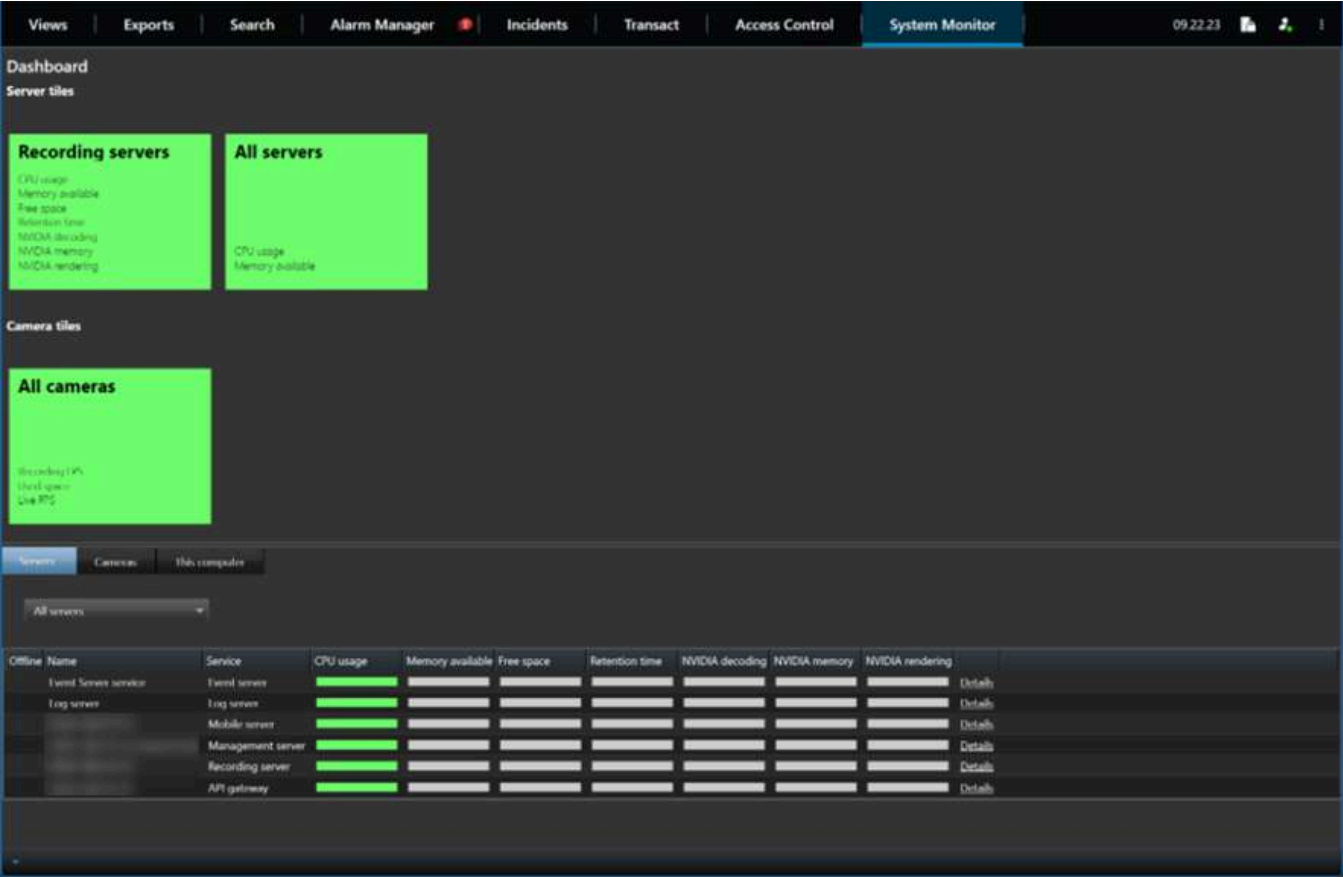 Views Exports Search Alarm Manager Incidents Transact Access Control System Monitor 09.22.23
Dashboard
Server tiles
Recording servers
CPU usage
Memory available
Free space
Retention time
NVIDIA decoding
NVIDIA memory
NVIDIA rendering
All servers
CPU usage
Memory available
Camera tiles
All cameras
Recording FPS
Used space
Live FPS
Servers Cameras This computer
All servers
Offline Name Service CPU usage Memory available Free space Retention time NVIDIA decoding NVIDIA memory NVIDIA rendering
Event Server service Event server Details
Log server Log server Details
Mobile server Details
Management server Details
Recording server Details
API gateway Details